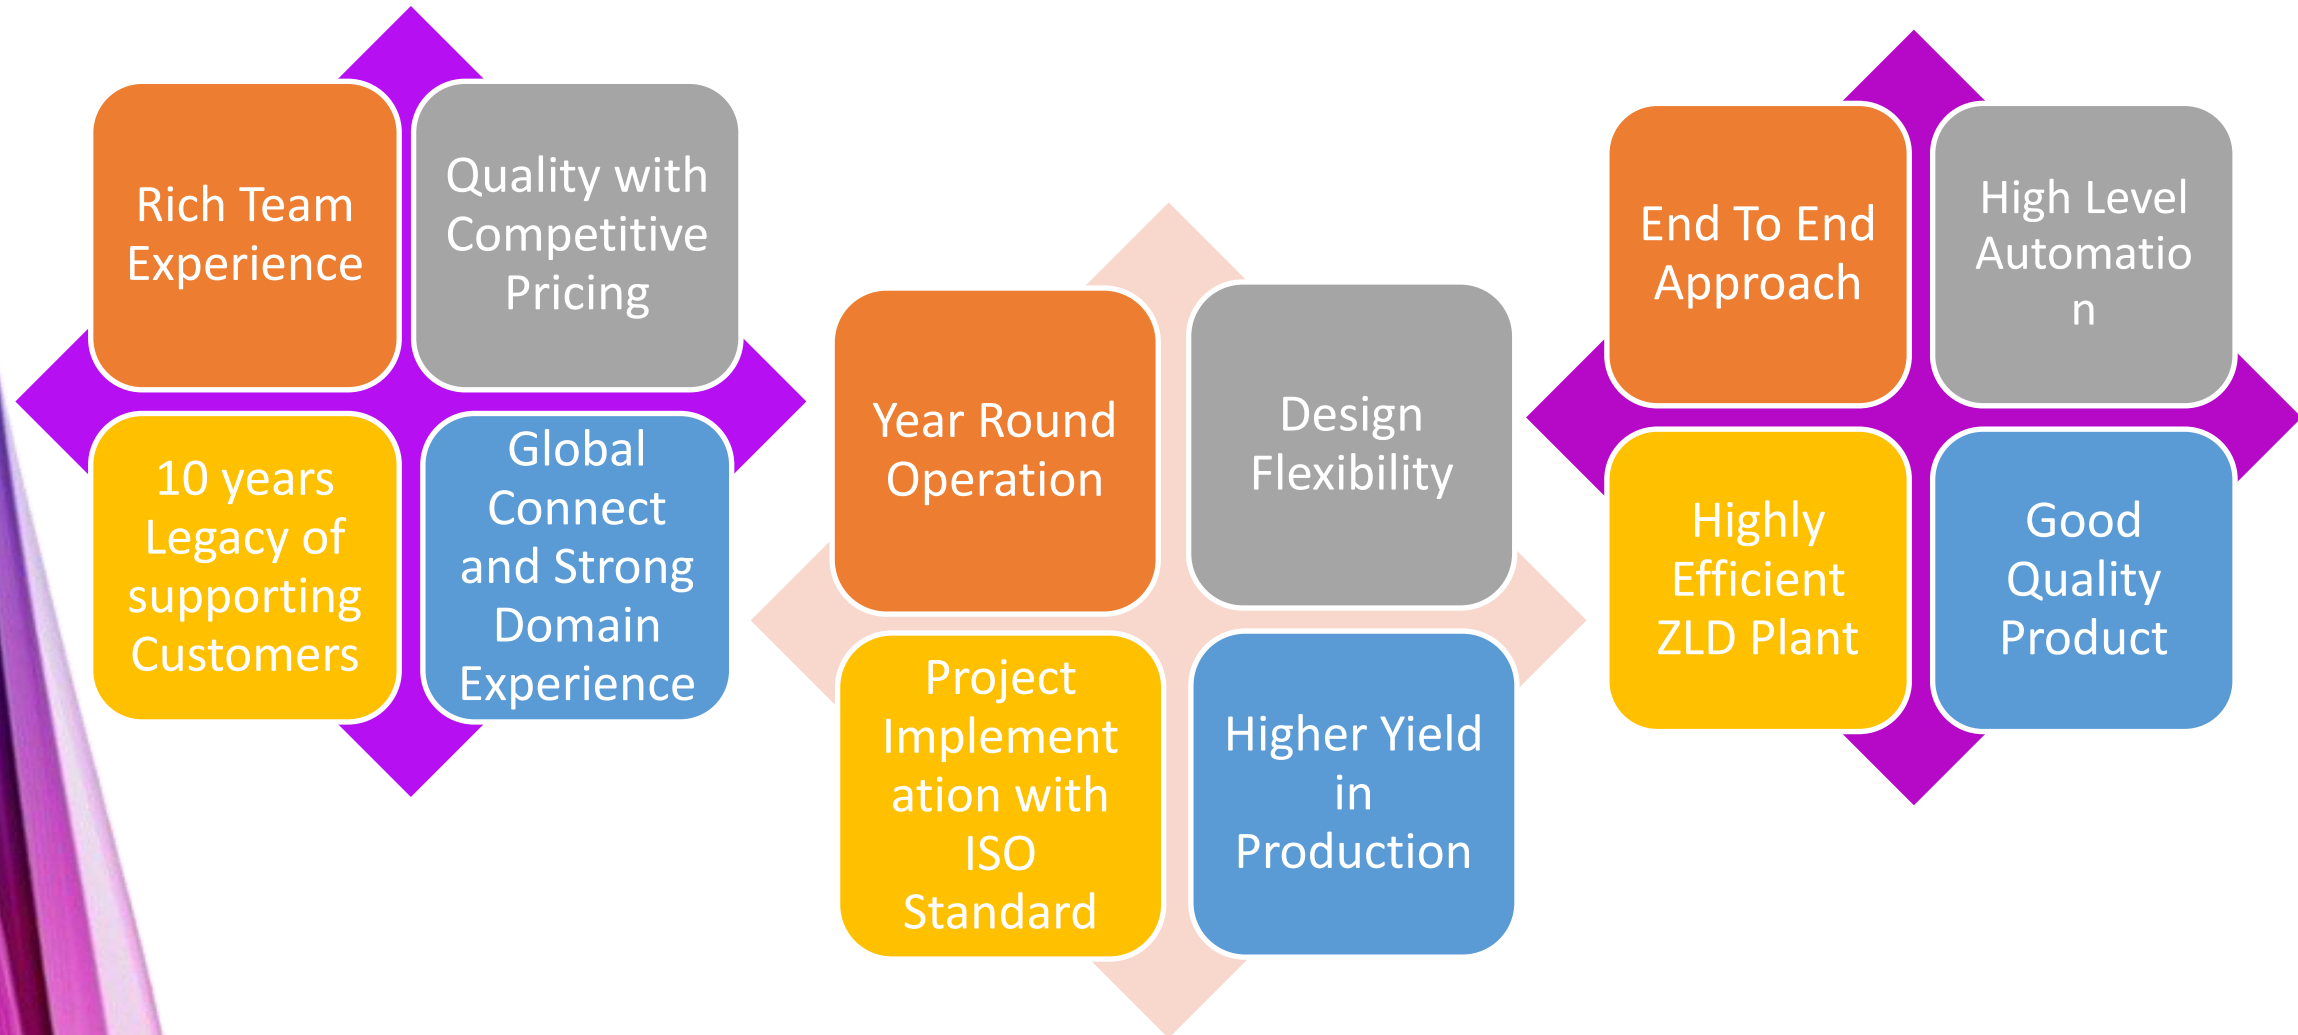 Rich Team
Experience
Quality with
Competitive
Pricing
10 years
Legacy of
supporting
Customers
Global
Connect
and Strong
Domain
Experience
Year Round
Operation
Design
Flexibility
Project
Implement
ation with
ISO
Standard
Higher Yield
in
Production
End To End
Approach
High Level
Automatio
n
Highly
Efficient
ZLD Plant
Good
Quality
Product